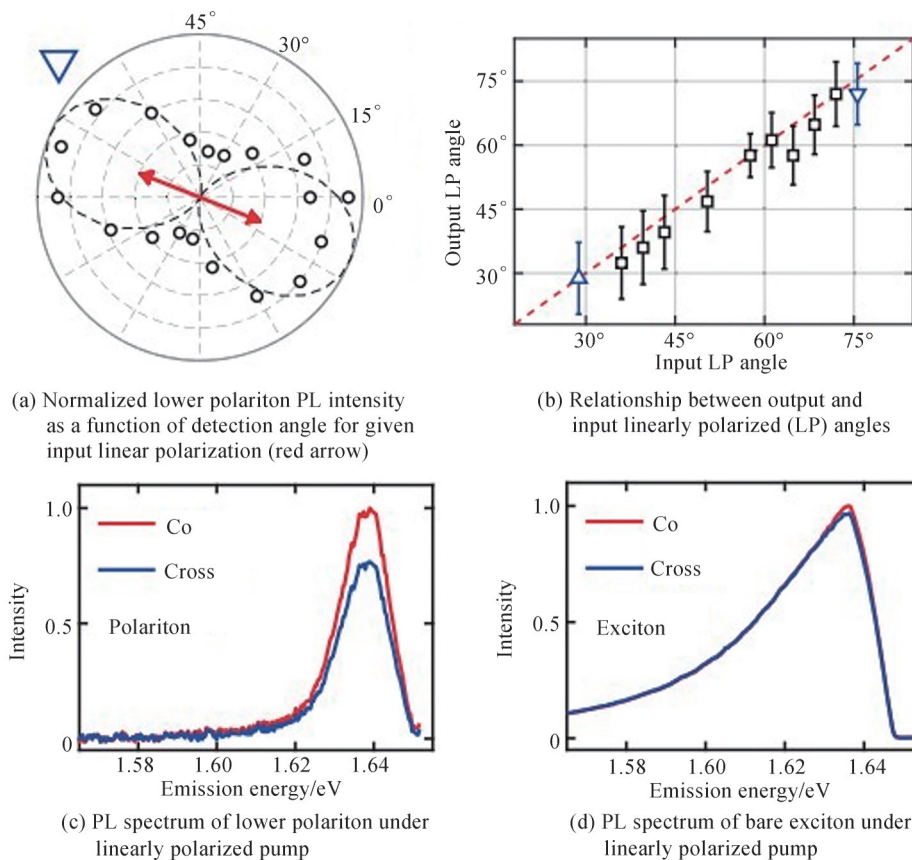 45°
30°
15°
0°
(a) Normalized lower polariton PL intensity
as a function of detection angle for given
input linear polarization (red arrow)
75°
60°
45°
30°
Output LP angle
30°
45°
60°
75°
Input LP angle
(b) Relationship between output and
input linearly polarized (LP) angles
1.0
0.5
0
Intensity
Co
Cross
Polariton
1.58
1.60
1.62
1.64
Emission energy/eV
(c) PL spectrum of lower polariton under
linearly polarized pump
1.0
0.5
0
Intensity
Co
Cross
Exciton
1.58
1.60
1.62
1.64
Emission energy/eV
(d) PL spectrum of bare exciton under
linearly polarized pump